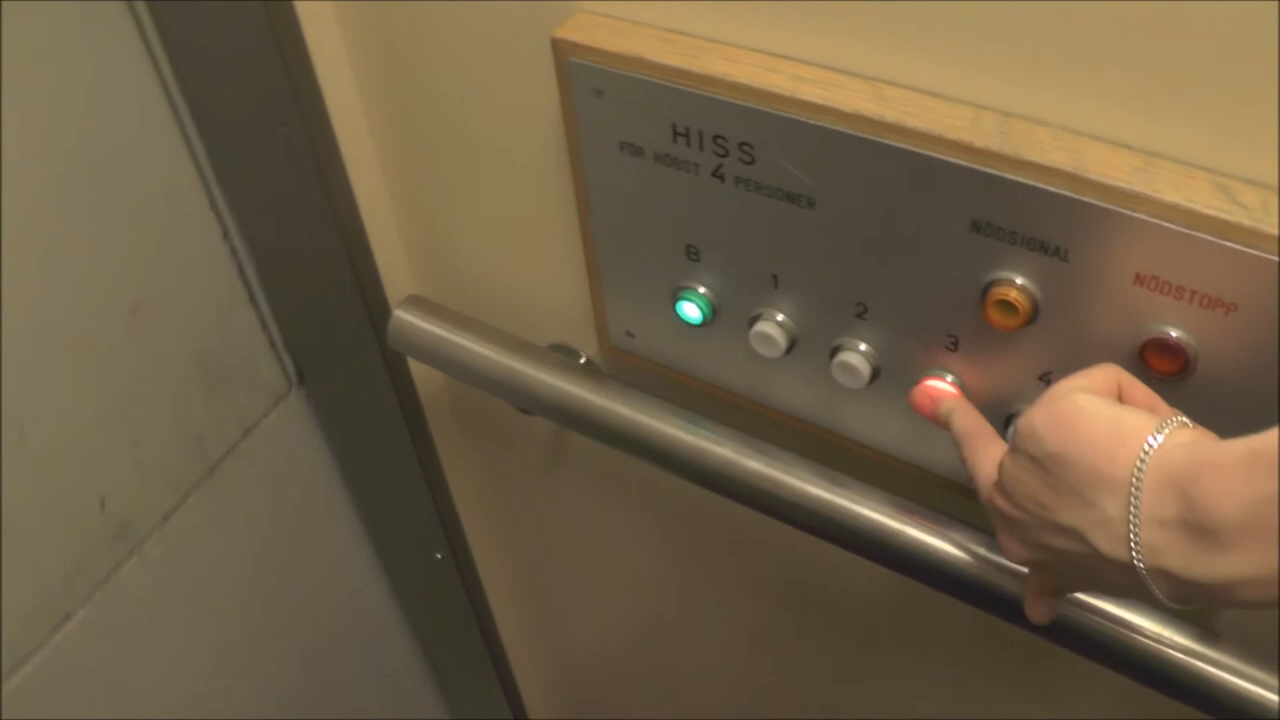 HISS
FÖR HÖGST 4 PERSONER
NÖDSIGNAL
NÖDSTOPP
B 1 2 3 4